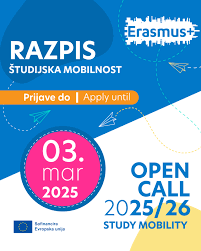 Erasmus+
RAZPIS
ŠTUDIJSKA MOBILNOST
Prijave do | Apply until
03.
mar
2025
OPEN
CALL
2025/26
STUDY MOBILITY
Sofinancira
Evropska unija